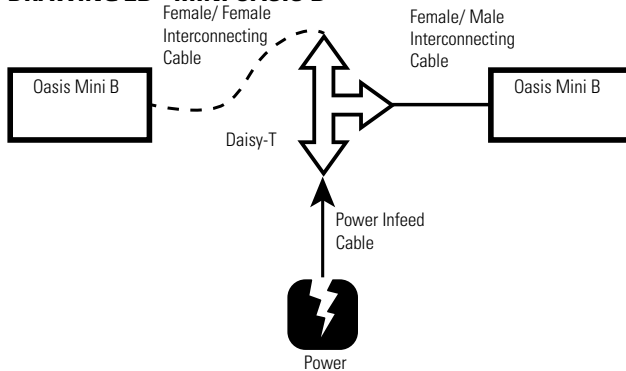 Female/ Female
Interconnecting
Cable
Female/ Male
Interconnecting
Cable
Oasis Mini B
Oasis Mini B
Daisy-T
Power Infeed
Cable
Power